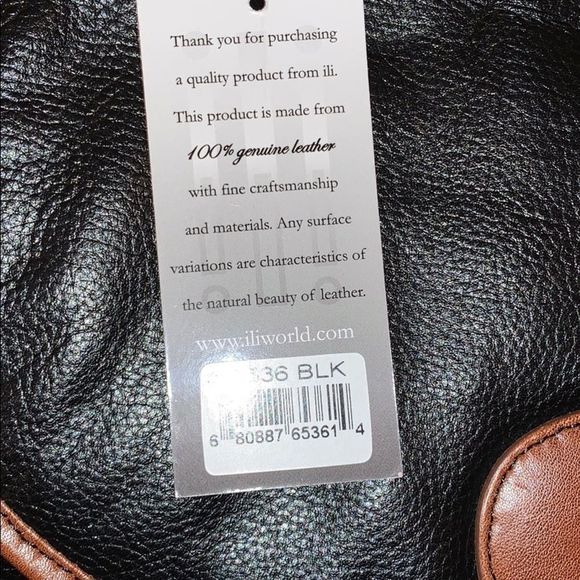 Thank you for purchasing
a quality product from ili.
This product is made from
100% genuine leather
with fine craftsmanship
and materials. Any surface
variations are characteristics of
the natural beauty of leather.
www.iliworld.com
BLK
6 80887 65361 4